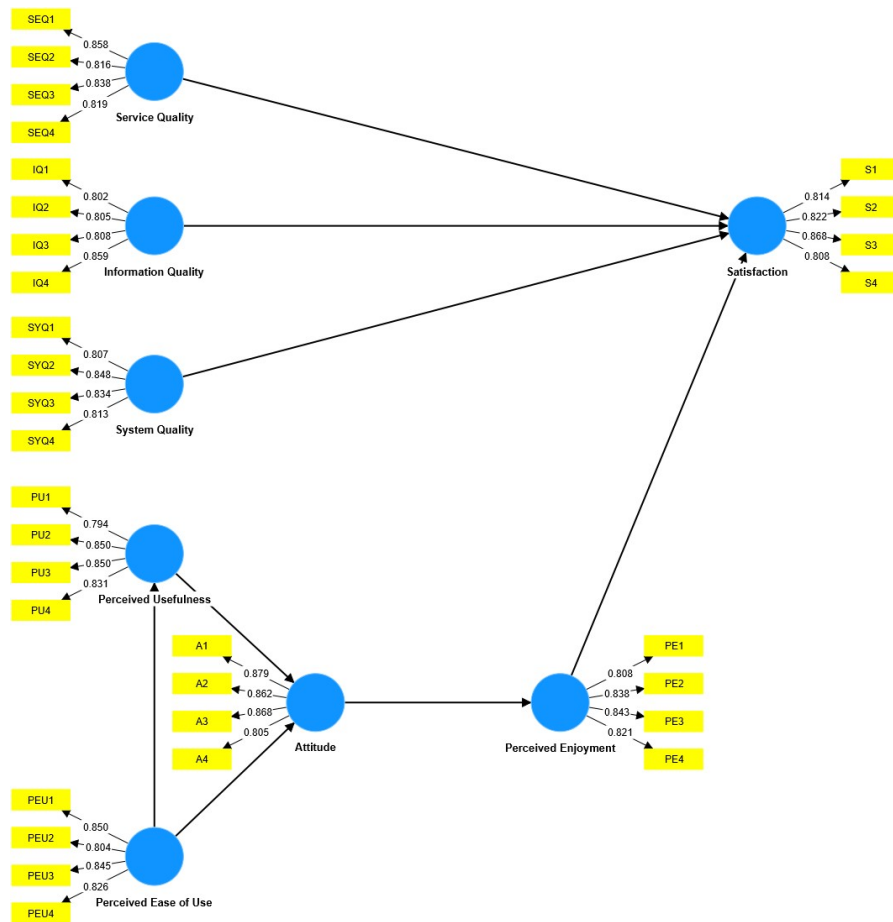 SEQ1
0.858
SEQ2
0.816
SEQ3
0.838
SEQ4
0.819
Service Quality
IQ1
0.802
IQ2
0.805
IQ3
0.808
IQ4
0.859
Information Quality
S1
0.814
S2
0.822
S3
0.868
S4
0.808
Satisfaction
SYQ1
0.807
SYQ2
0.848
SYQ3
0.834
SYQ4
0.813
System Quality
PU1
0.794
PU2
0.850
PU3
0.850
PU4
0.831
Perceived Usefulness
A1
0.879
A2
0.862
A3
0.868
A4
0.805
Attitude
PE1
0.808
PE2
0.838
PE3
0.843
PE4
0.821
Perceived Enjoyment
PEU1
0.850
PEU2
0.804
PEU3
0.845
PEU4
0.826
Perceived Ease of Use